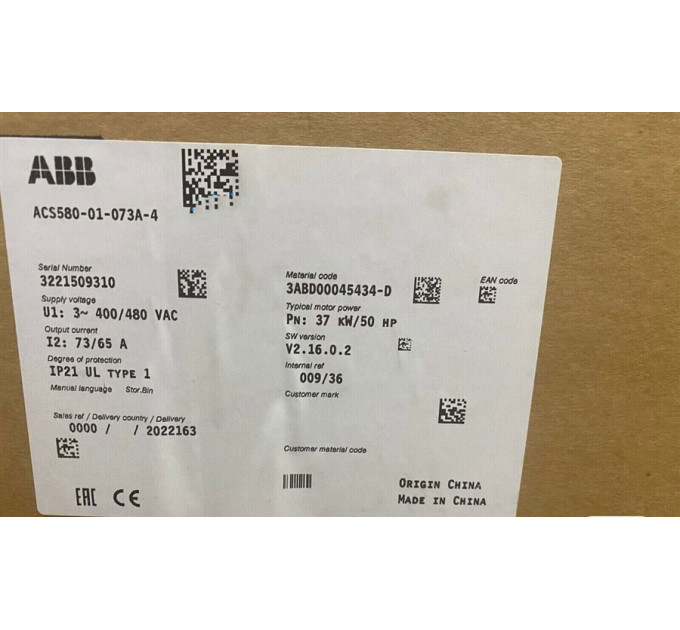 ABB
ACS580-01-073A-4
Serial Number
3221509310
Supply voltage
U1: 3~ 400/480 VAC
Output current
I2: 73/65 A
Degree of protection
IP21 UL TYPE 1
Manual language Stor.Bin
Sales ref / Delivery country / Delivery
0000 / / 2022163
EAC CE
Material code
3ABD00045434-D
EAN code
Typical motor power
PN: 37 KW/50 HP
SW version
V2.16.0.2
Internal ref
009/36
Customer mark
Customer material code
ORIGIN CHINA
MADE IN CHINA